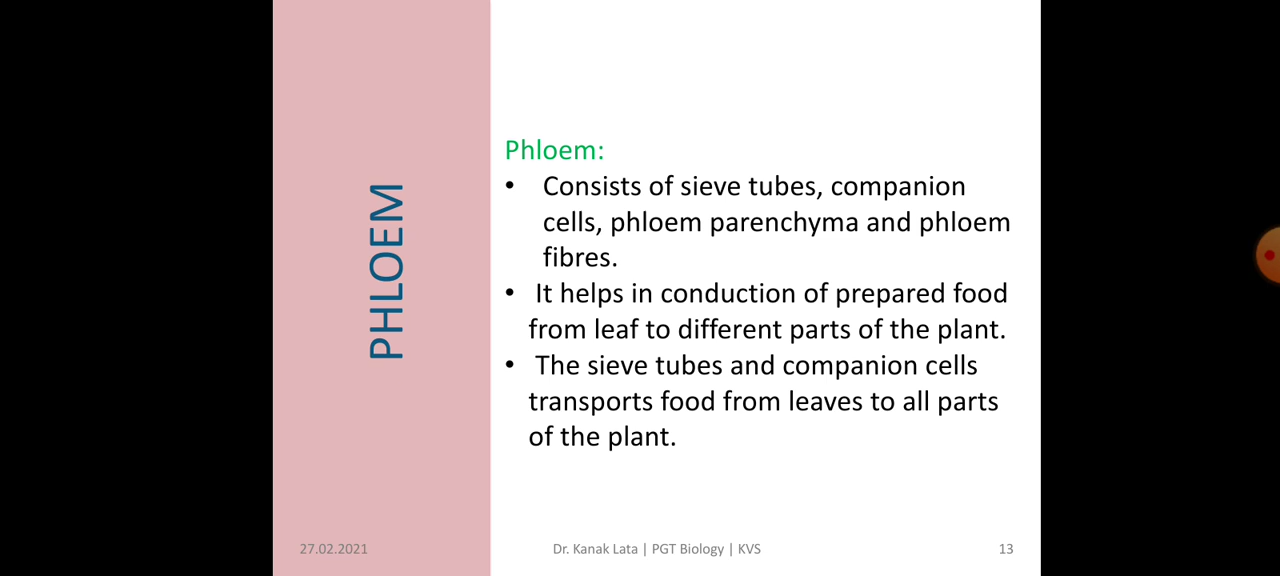 PHLOEM
Phloem:
• Consists of sieve tubes, companion
cells, phloem parenchyma and phloem
fibres.
• It helps in conduction of prepared food
from leaf to different parts of the plant.
• The sieve tubes and companion cells
transports food from leaves to all parts
of the plant.
27.02.2021
Dr. Kanak Lata | PGT Biology | KVS
13